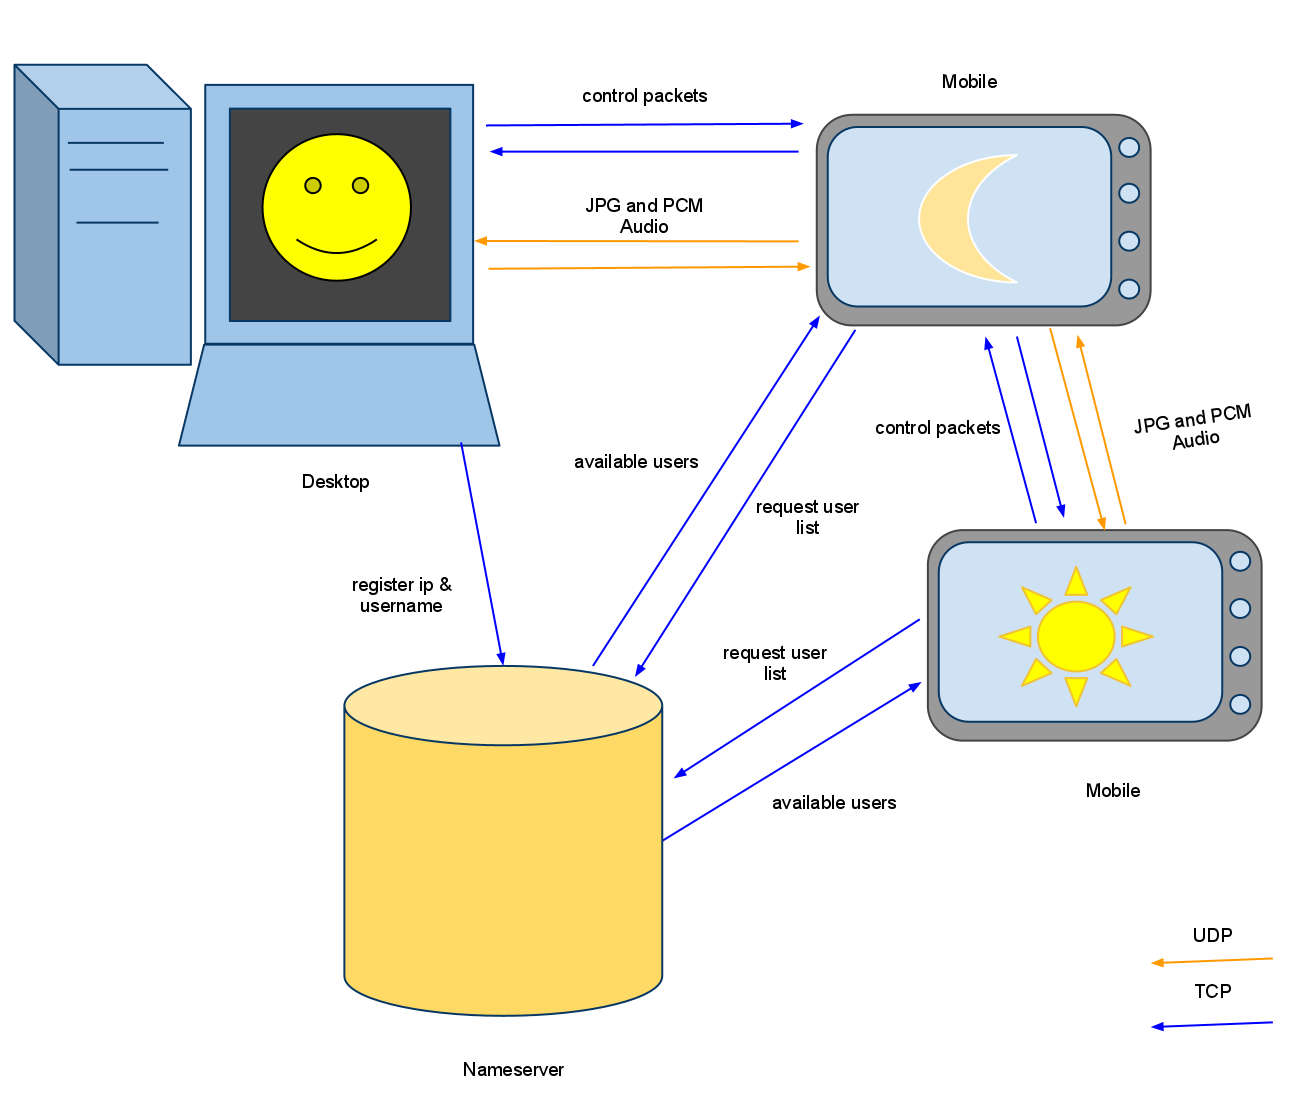 Mobile
control packets
JPG and PCM
Audio
control packets
JPG and PCM
Audio
available users
Desktop
request user
list
register ip &
username
request user
list
Mobile
available users
UDP
TCP
Nameserver